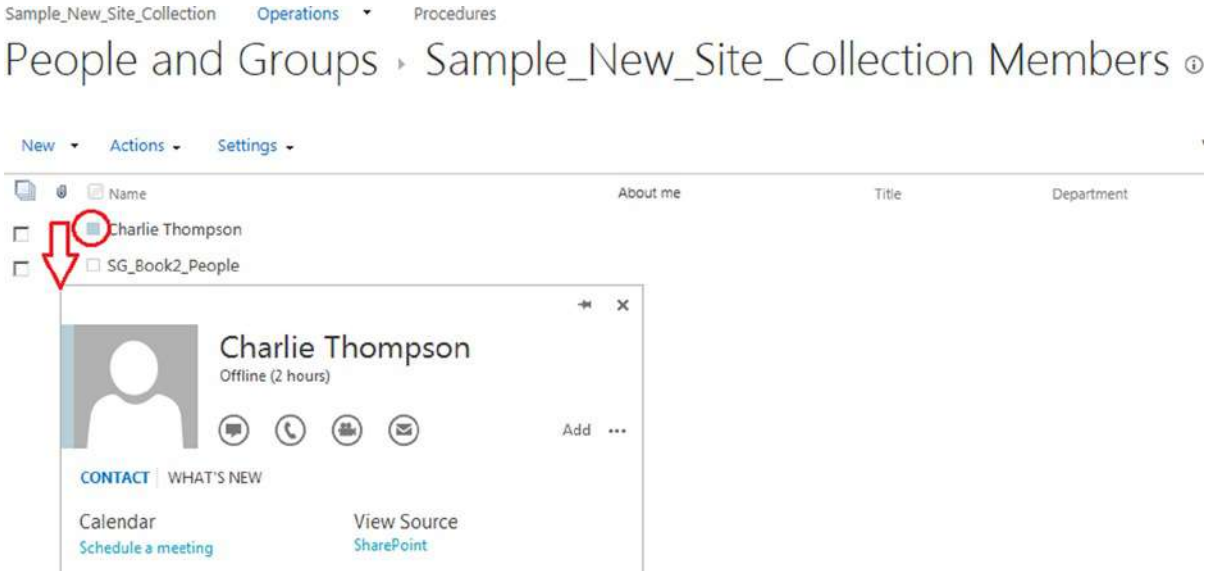 Sample_New_Site_Collection Operations Procedures
People and Groups › Sample_New_Site_Collection Members
New Actions Settings
Name About me Title Department
Charlie Thompson
SG_Book2_People
Charlie Thompson
Offline (2 hours)
Add •••
CONTACT WHAT'S NEW
Calendar View Source
Schedule a meeting SharePoint